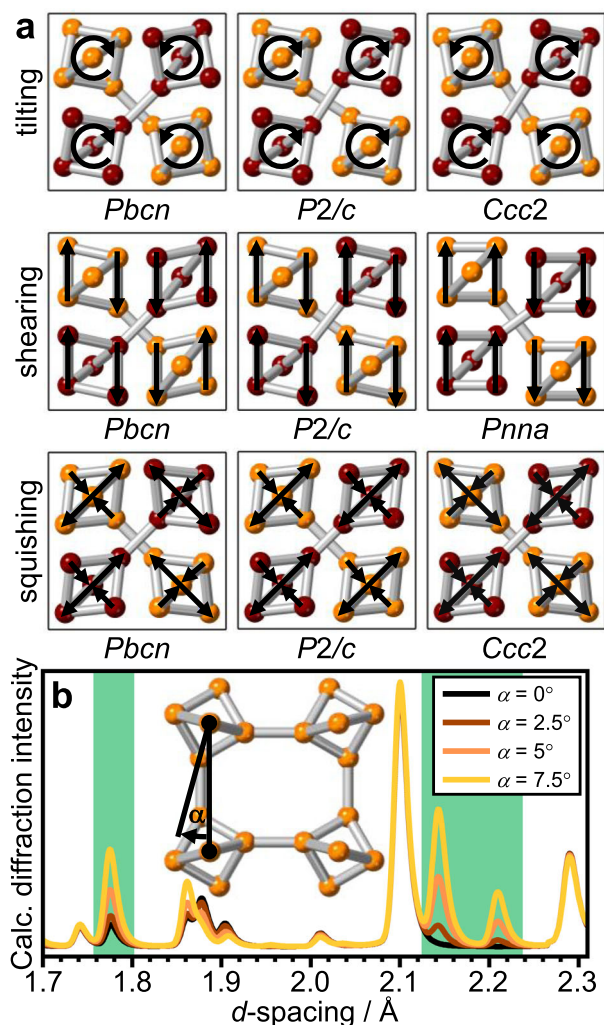 a
tilting
Pbcn P2/c Ccc2
shearing
Pbcn P2/c Pnna
squishing
Pbcn P2/c Ccc2
b
α = 0°
α = 2.5°
α = 5°
α = 7.5°
α
Calc. diffraction intensity
1.7 1.8 1.9 2.0 2.1 2.2 2.3
d-spacing / Å